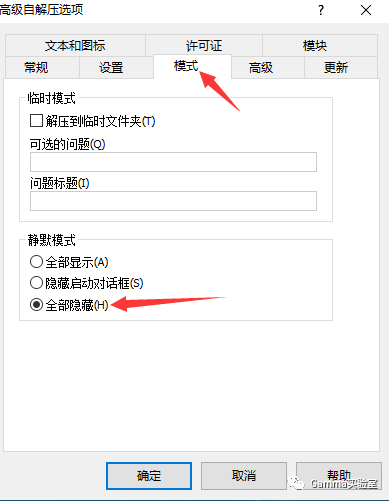 高级自解压选项
?
文本和图标 许可证 模块
常规 设置 模式 高级 更新
临时模式
解压到临时文件夹(T)
可选的问题(Q)
问题标题(I)
静默模式
全部显示(A)
隐藏启动对话框(S)
全部隐藏(H)
确定 取消 帮助
Gamma实验室